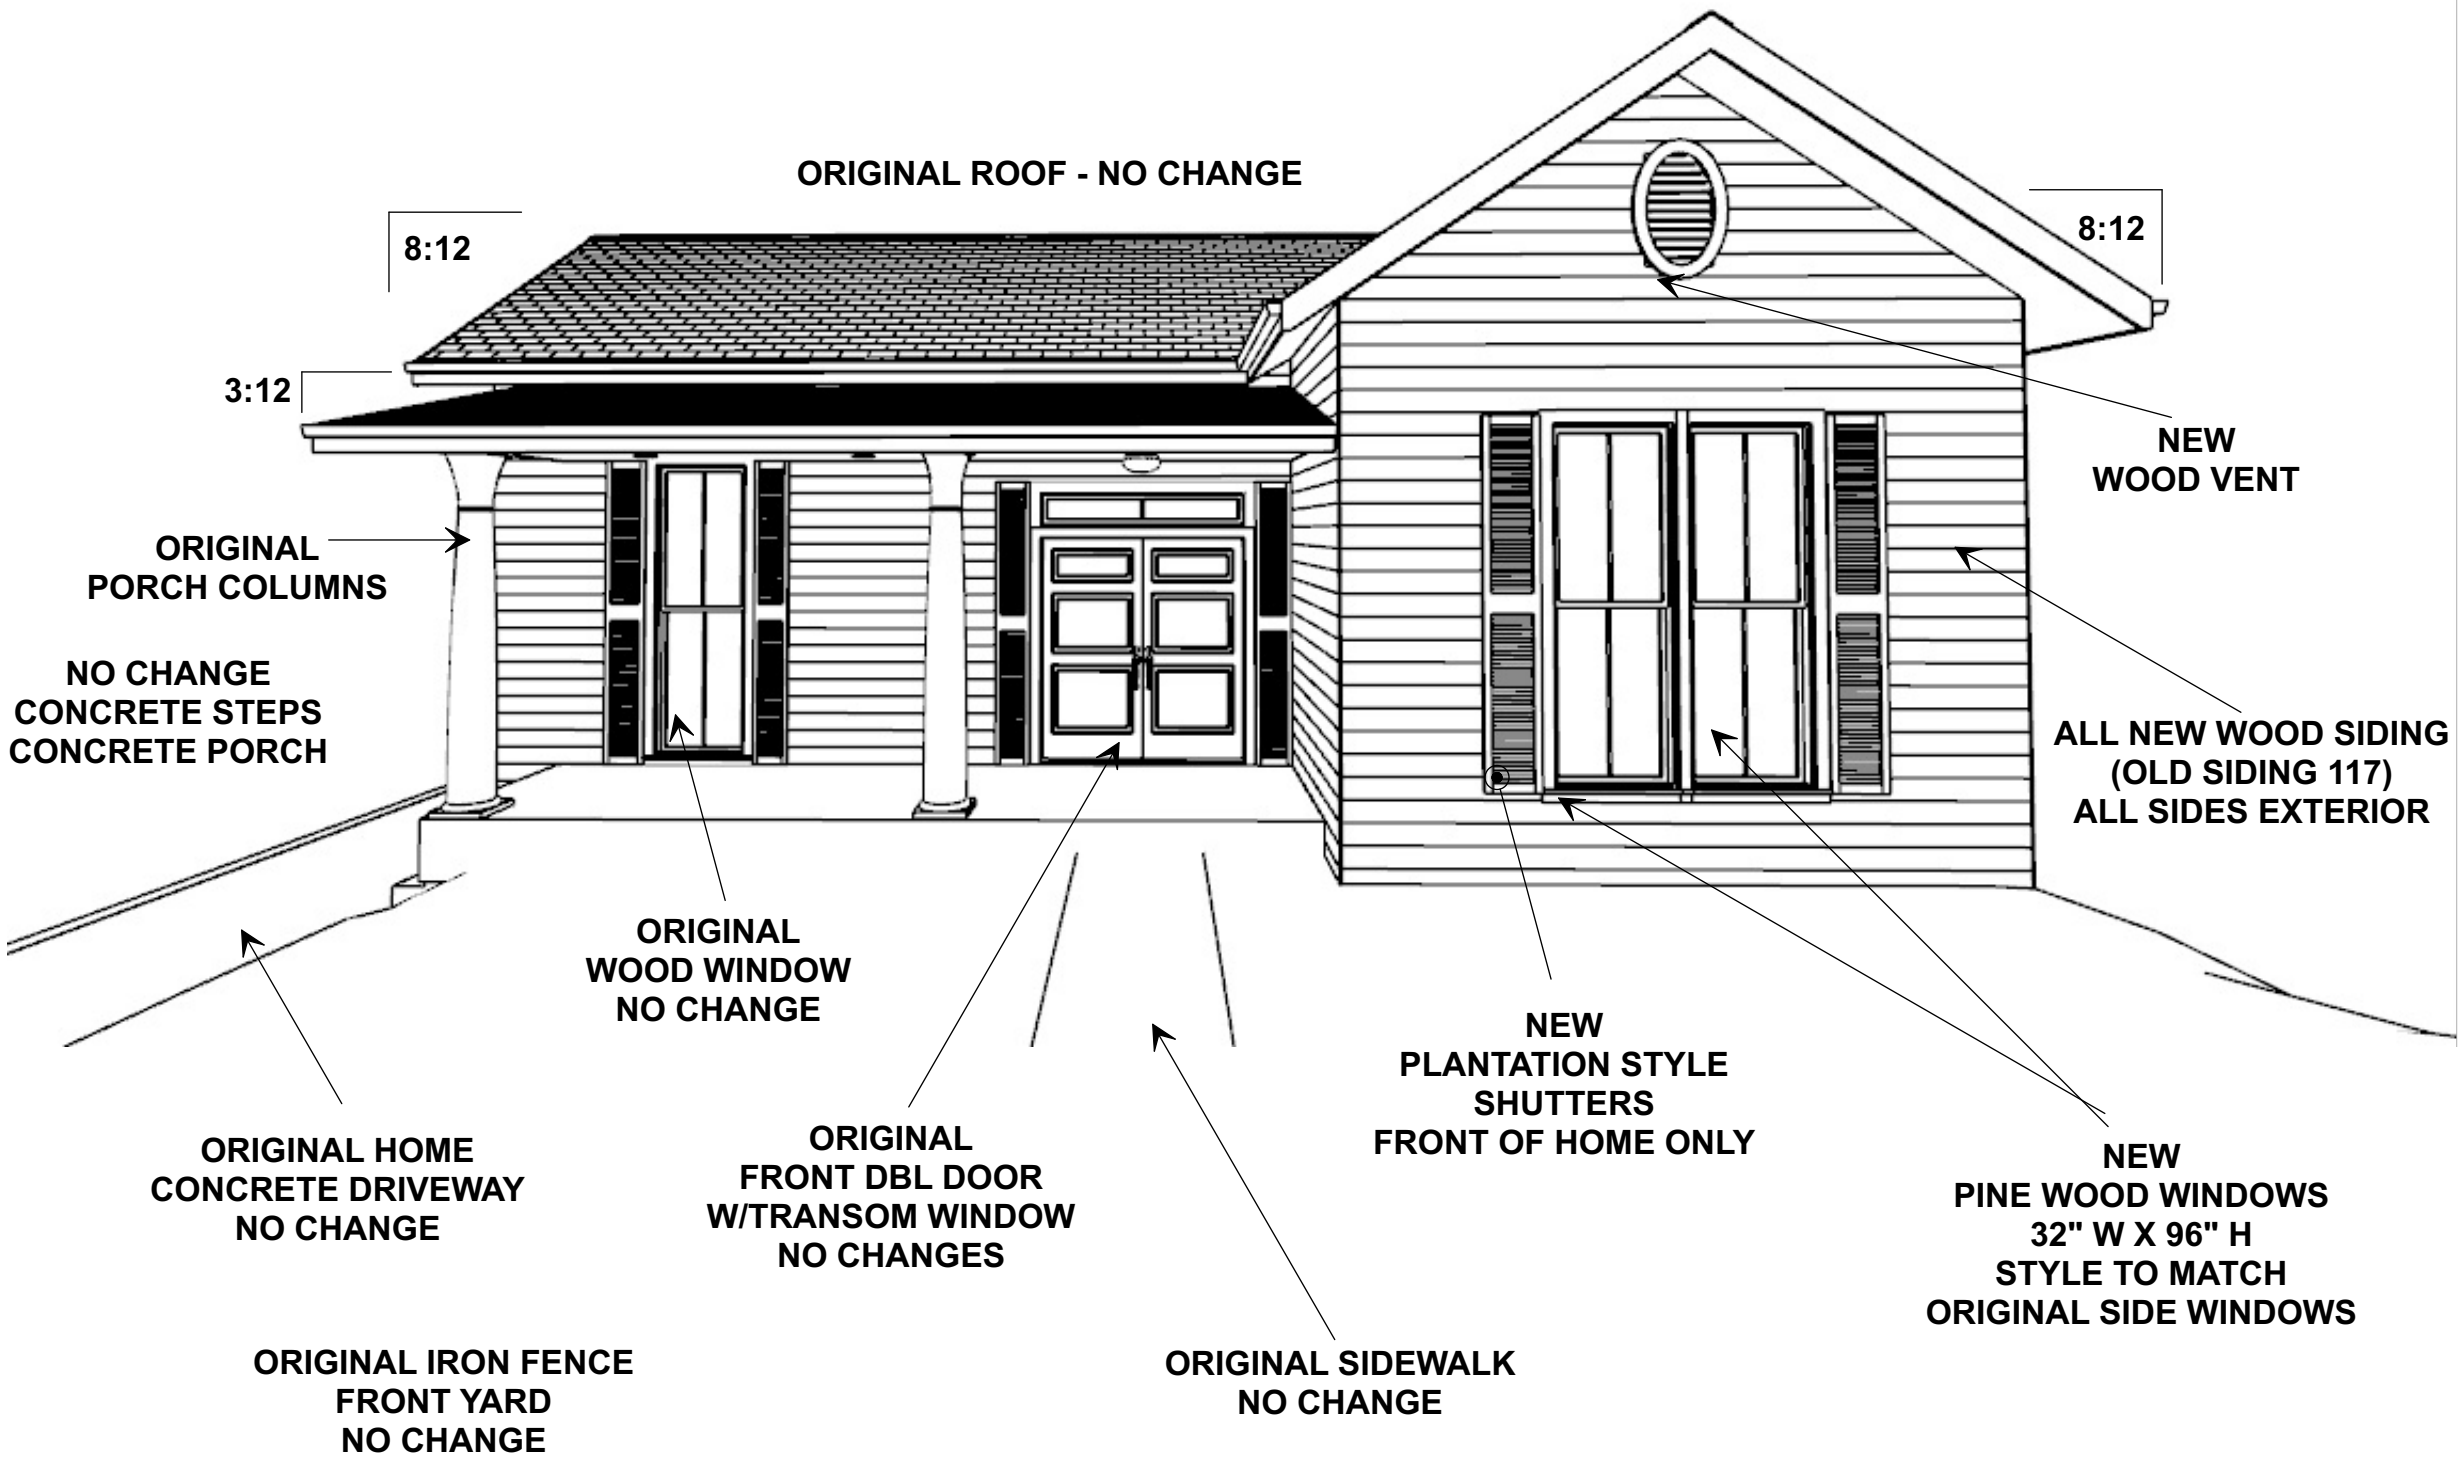 ORIGINAL ROOF - NO CHANGE
8:12
8:12
3:12
NEW
WOOD VENT
ORIGINAL
PORCH COLUMNS
NO CHANGE
CONCRETE STEPS
CONCRETE PORCH
ALL NEW WOOD SIDING
(OLD SIDING 117)
ALL SIDES EXTERIOR
ORIGINAL
WOOD WINDOW
NO CHANGE
NEW
PLANTATION STYLE
SHUTTERS
FRONT OF HOME ONLY
ORIGINAL HOME
CONCRETE DRIVEWAY
NO CHANGE
ORIGINAL
FRONT DBL DOOR
W/TRANSOM WINDOW
NO CHANGES
NEW
PINE WOOD WINDOWS
32" W X 96" H
STYLE TO MATCH
ORIGINAL SIDE WINDOWS
ORIGINAL IRON FENCE
FRONT YARD
NO CHANGE
ORIGINAL SIDEWALK
NO CHANGE